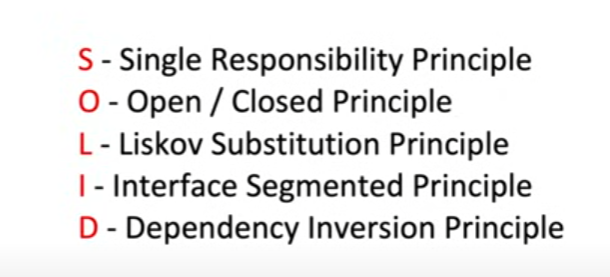 S - Single Responsibility Principle
O - Open / Closed Principle
L - Liskov Substitution Principle
I - Interface Segmented Principle
D - Dependency Inversion Principle